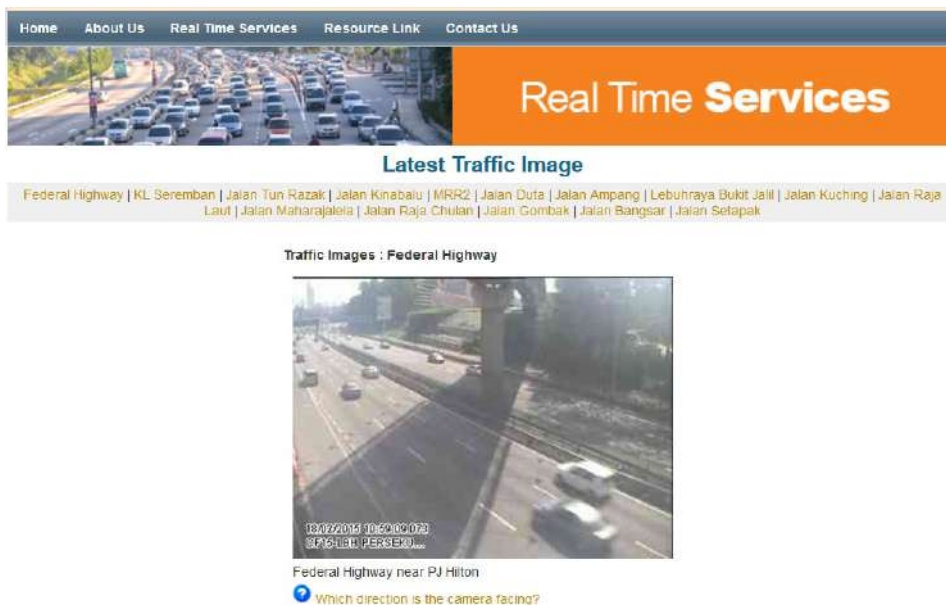 Home About Us Real Time Services Resource Link Contact Us
Real Time Services
Latest Traffic Image
Federal Highway | KL Seremban | Jalan Tun Razak | Jalan Kinabalu | MRR2 | Jalan Duta | Jalan Ampang | Lebuhraya Bukit Jalil | Jalan Kuching | Jalan Raja
Laut | Jalan Maharajalela | Jalan Raja Chulan | Jalan Gombak | Jalan Bangsar | Jalan Setapak
Traffic Images : Federal Highway
2015
PERSEKU...
Federal Highway near PJ Hilton
? Which direction is the camera facing?